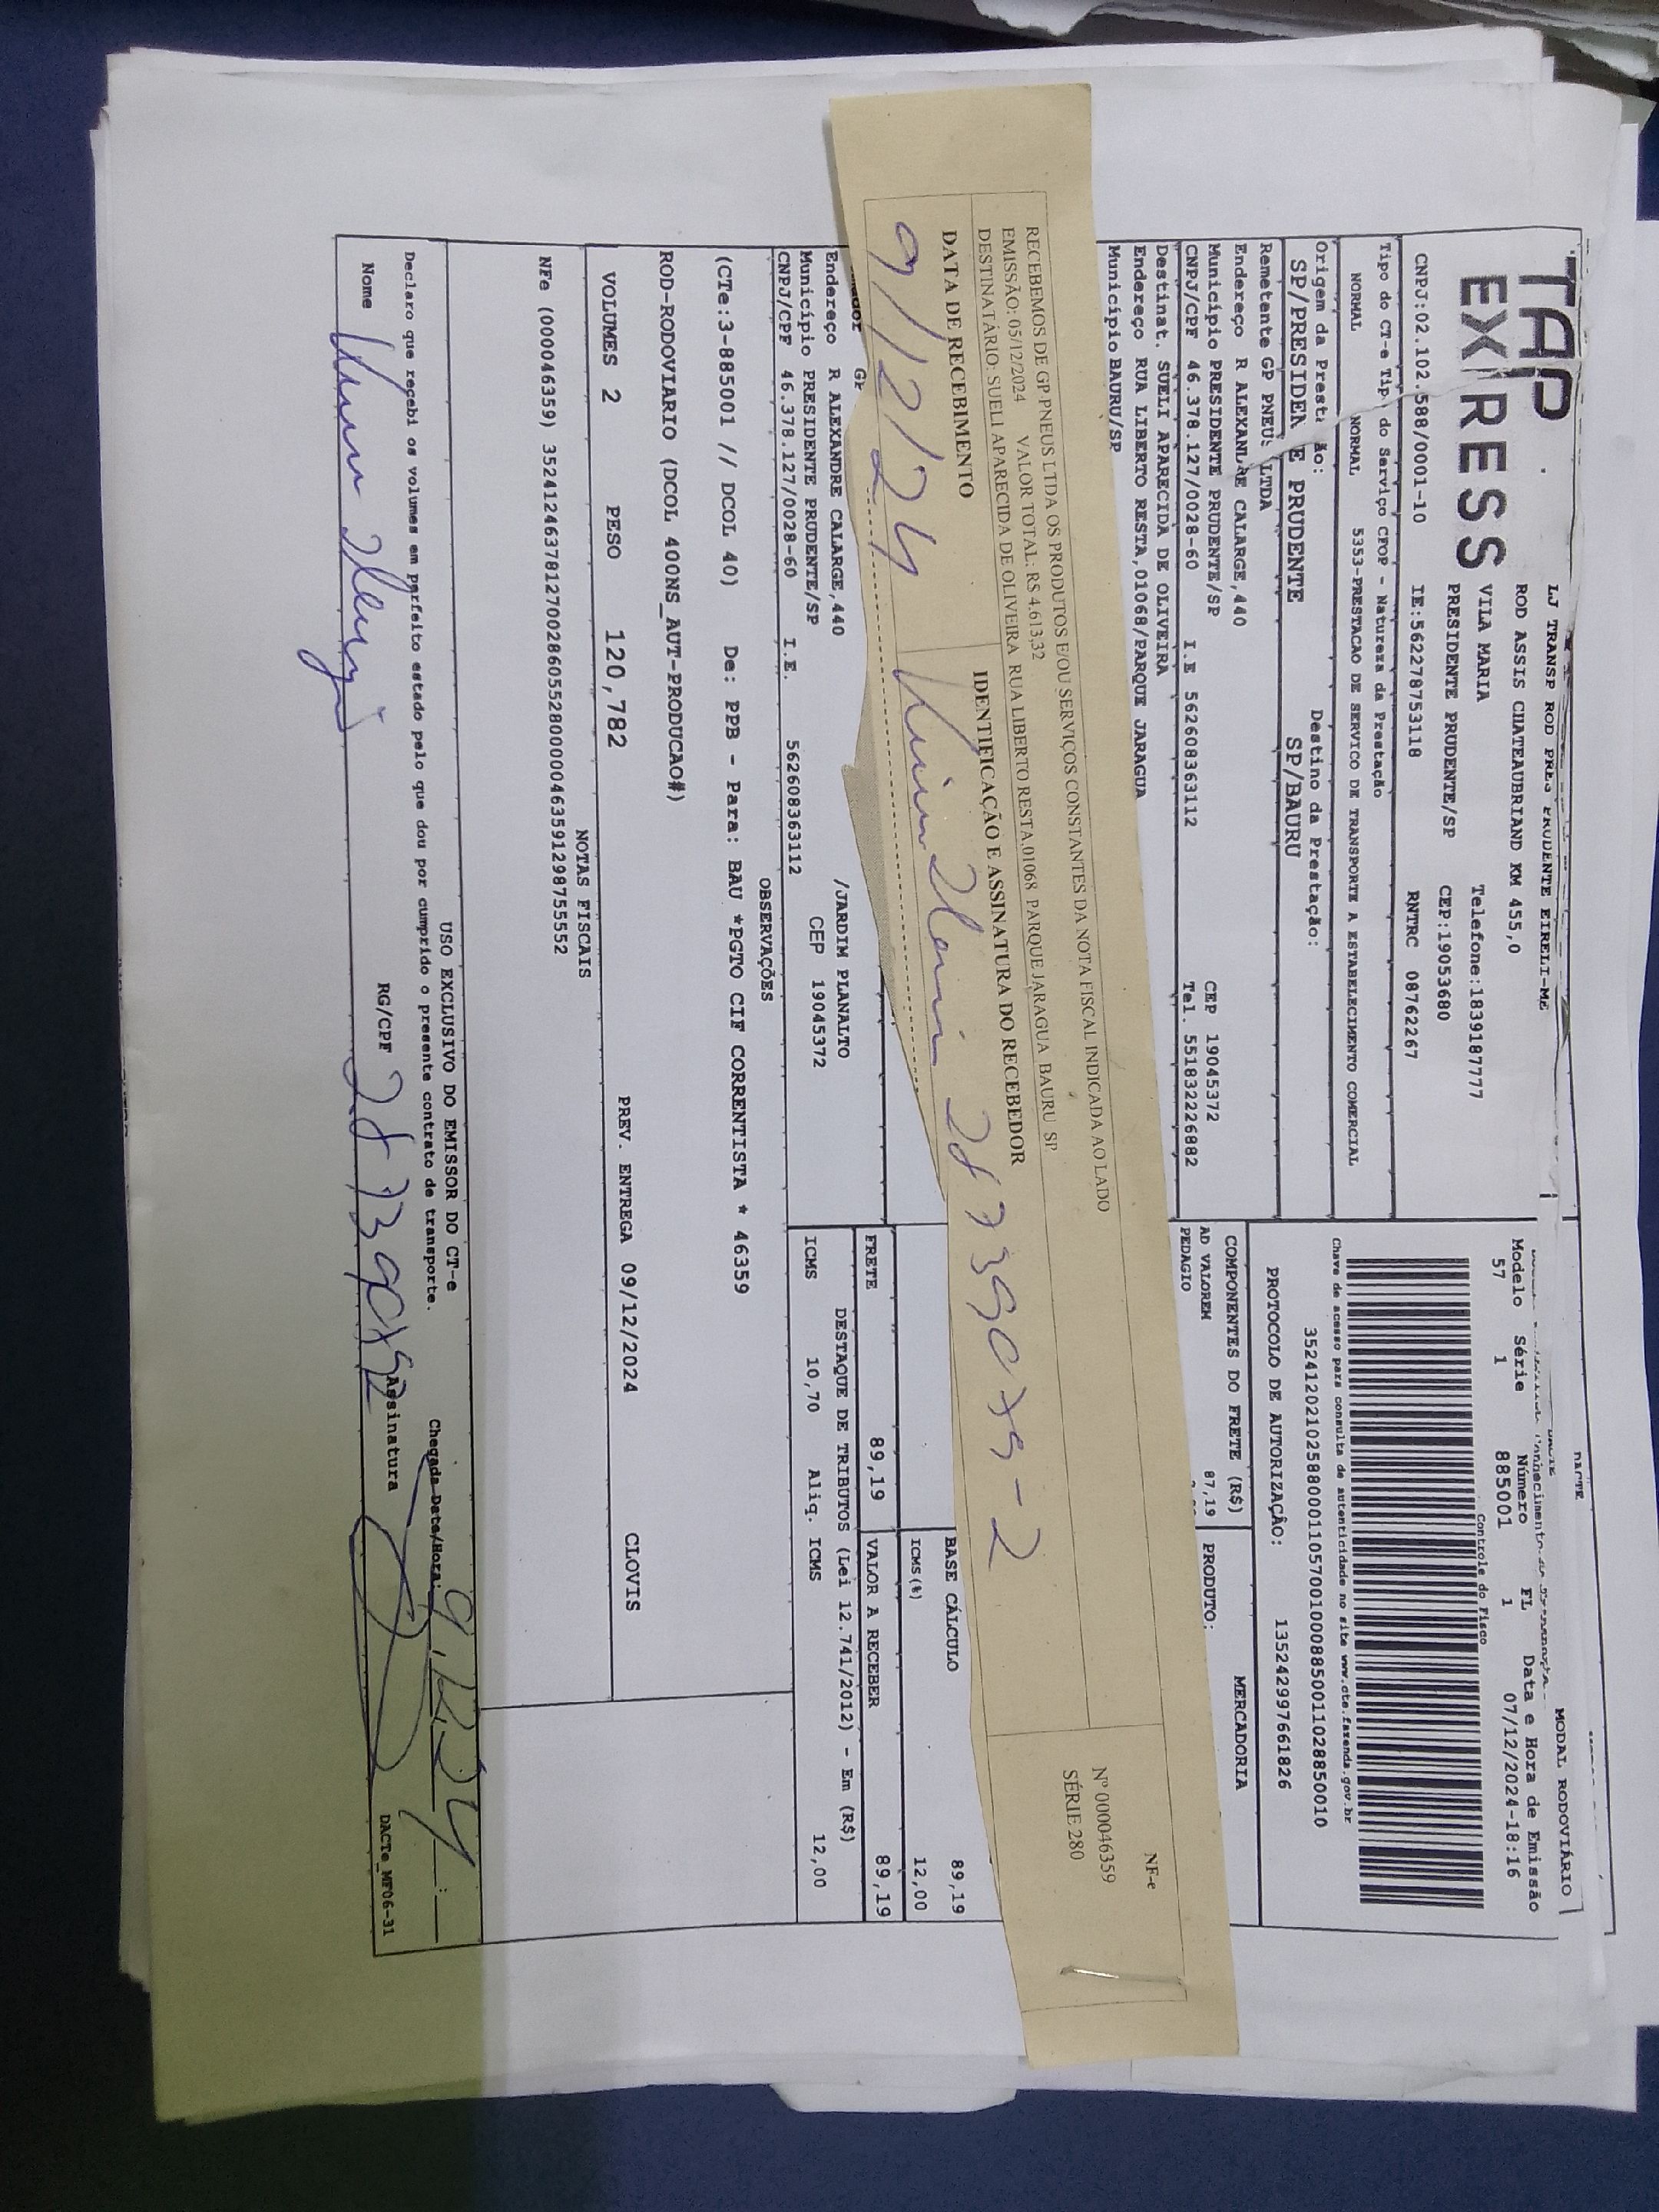 TAP
EXPRESS
LJ TRANSP ROD PRES PRUDENTE EIRELI-ME
ROD ASSIS CHATEAUBRIAND KM 455,0
VILA MARIA Telefone:1839187777
PRESIDENTE PRUDENTE/SP CEP:19053680
CNPJ:02.102.588/0001-10 IE:562278753118 RNTRC 08762267
DACTE
MODAL RODOVIÁRIO
Modelo Série Número FL Data e Hora de Emissão
57 1 885001 1 07/12/2024-18:16
Controle do Fisco
Tipo do CT-e Tip do Serviço CFOP - Natureza da Prestação
NORMAL NORMAL 5353-PRESTACAO DE SERVICO DE TRANSPORTE A ESTABELECIMENTO COMERCIAL
Chave de acesso para consulta de autenticidade no site www.cte.fazenda.gov.br
35241202102588000110570010008850011028850010
Origem da Prestação: Destino da Prestação:
SP/PRESIDENTE PRUDENTE SP/BAURU
PROTOCOLO DE AUTORIZAÇÃO: 135242997661826
Remetente GP PNEUS LTDA
Endereço R ALEXANDRE CALARGE,440
Município PRESIDENTE PRUDENTE/SP CEP 19045372
CNPJ/CPF 46.378.127/0028-60 I.E 562608363112 Tel. 551832226882
Destinat. SUELI APARECIDA DE OLIVEIRA
Endereço RUA LIBERTO RESTA,01068/PARQUE JARAGUA
Município BAURU/SP
COMPONENTES DO FRETE (R$) MERCADORIA
AD VALOREM 87,19 PRODUTO:
PEDAGIO
RECEBEMOS DE GP PNEUS LTDA OS PRODUTOS E/OU SERVIÇOS CONSTANTES DA NOTA FISCAL INDICADA AO LADO
EMISSÃO: 05/12/2024 VALOR TOTAL: R$ 4.613,32
DESTINATÁRIO: SUELI APARECIDA DE OLIVEIRA RUA LIBERTO RESTA,01068 PARQUE JARAGUA BAURU SP
NF-e
Nº 000046359
SÉRIE 280
DATA DE RECEBIMENTO IDENTIFICAÇÃO E ASSINATURA DO RECEBEDOR
9/12/24
BASE CÁLCULO 89,19
ICMS(%) 12,00
FRETE 89,19 VALOR A RECEBER 89,19
Endereço R ALEXANDRE CALARGE,440 /JARDIM PLANALTO
Município PRESIDENTE PRUDENTE/SP CEP 19045372
CNPJ/CPF 46.378.127/0028-60 I.E. 562608363112
DESTAQUE DE TRIBUTOS (Lei 12.741/2012) - Em (R$)
ICMS 10,70 Aliq. ICMS 12,00
OBSERVAÇÕES
(CTe:3-885001 // DCOL 40) De: PPB - Para: BAU *PGTO CIF CORRENTISTA * 46359
ROD-RODOVIARIO (DCOL 400NS_AUT-PRODUCAO#)
VOLUMES 2 PESO 120,782 PREV. ENTREGA 09/12/2024 CLOVIS
NOTAS FISCAIS
NFe (000046359) 35241246378127002860552800000463591298755552
USO EXCLUSIVO DO EMISSOR DO CT-e
Declaro que recebi os volumes em perfeito estado pelo que dou por cumprido o presente contrato de transporte.
Chegada Data/Hora: 9.12.24
Nome RG/CPF Assinatura
DACTe_MF06-31